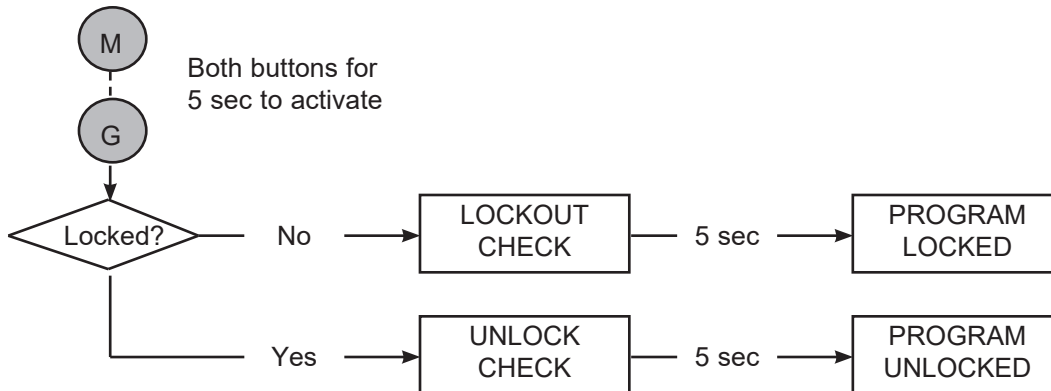 M
Both buttons for
5 sec to activate
G
Locked?
No
LOCKOUT
CHECK
5 sec
PROGRAM
LOCKED
Yes
UNLOCK
CHECK
5 sec
PROGRAM
UNLOCKED